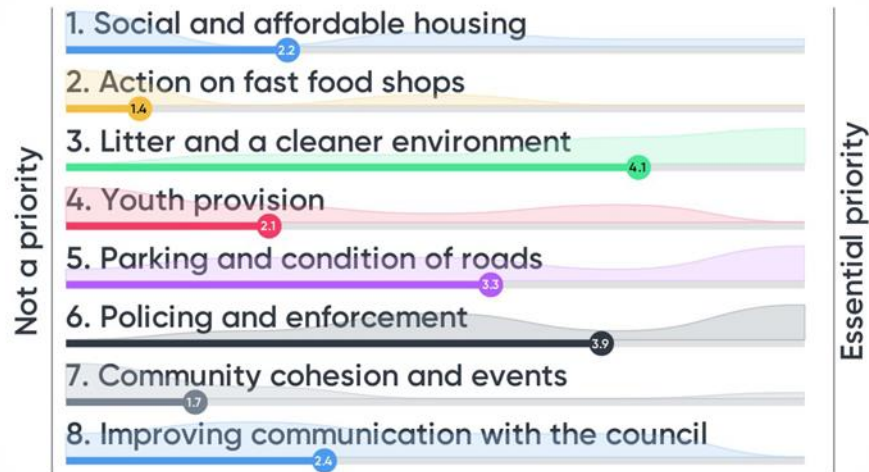 Not a priority
1. Social and affordable housing
2.2
2. Action on fast food shops
1.4
3. Litter and a cleaner environment
4.1
4. Youth provision
2.1
5. Parking and condition of roads
3.3
6. Policing and enforcement
3.9
7. Community cohesion and events
1.7
8. Improving communication with the council
2.4
Essential priority